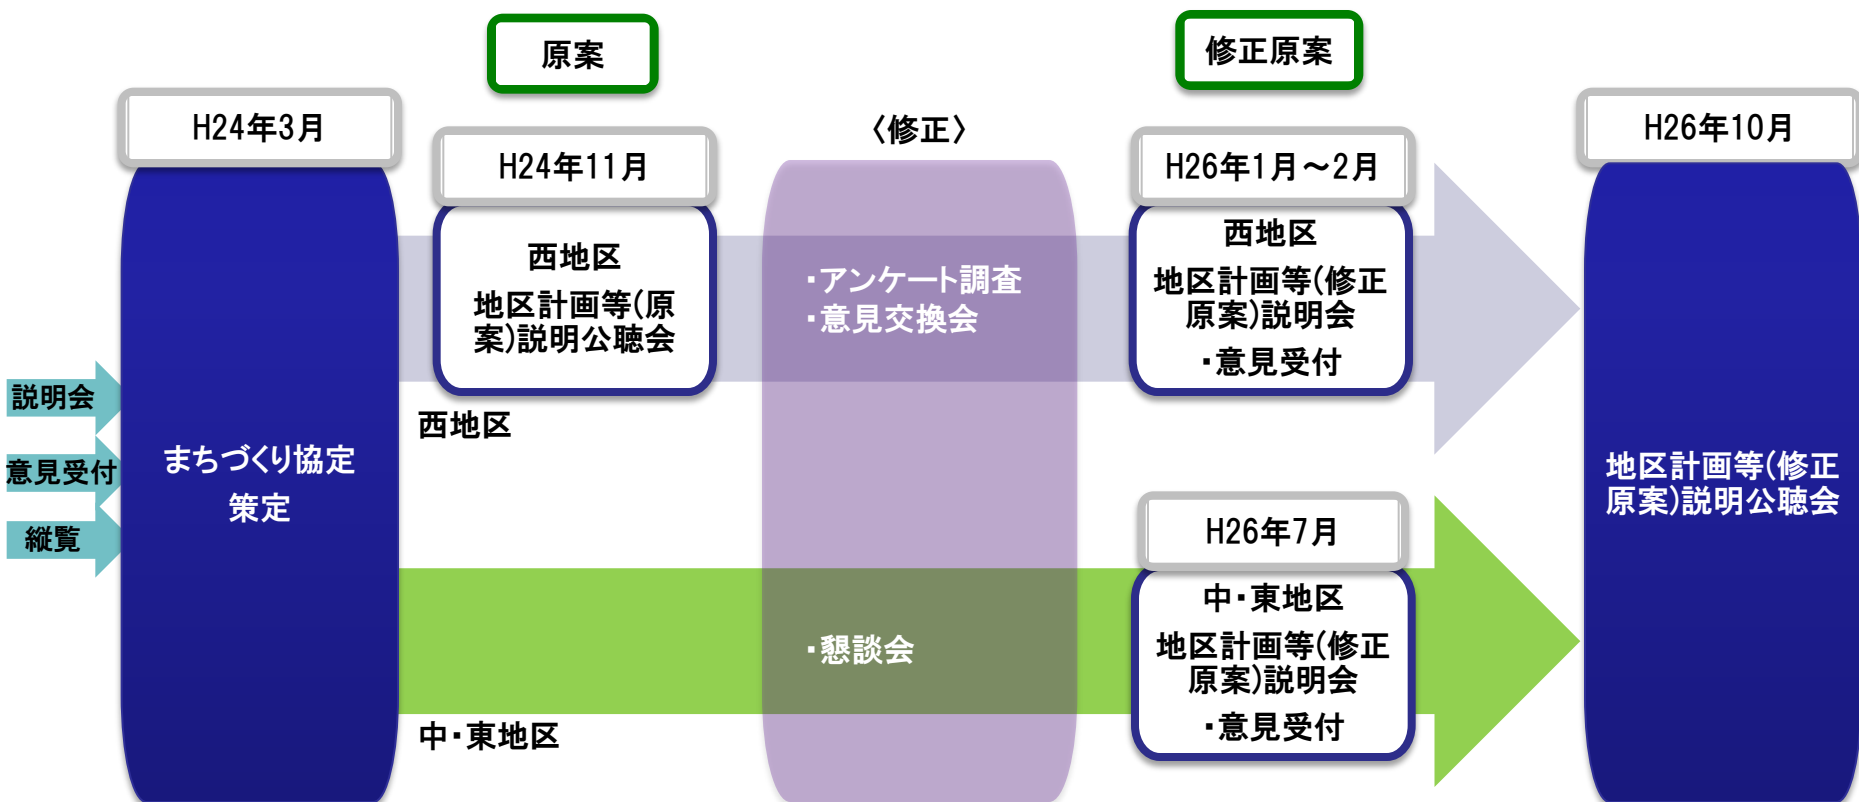 原案
修正原案
H24年3月
H24年11月
〈修正〉
H26年1月～2月
H26年10月
西地区
地区計画等(原
案)説明公聴会
・アンケート調査
・意見交換会
西地区
地区計画等(修正
原案)説明会
・意見受付
説明会
意見受付
縦覧
まちづくり協定
策定
西地区
地区計画等(修正
原案)説明公聴会
H26年7月
・懇談会
中・東地区
地区計画等(修正
原案)説明会
・意見受付
中・東地区